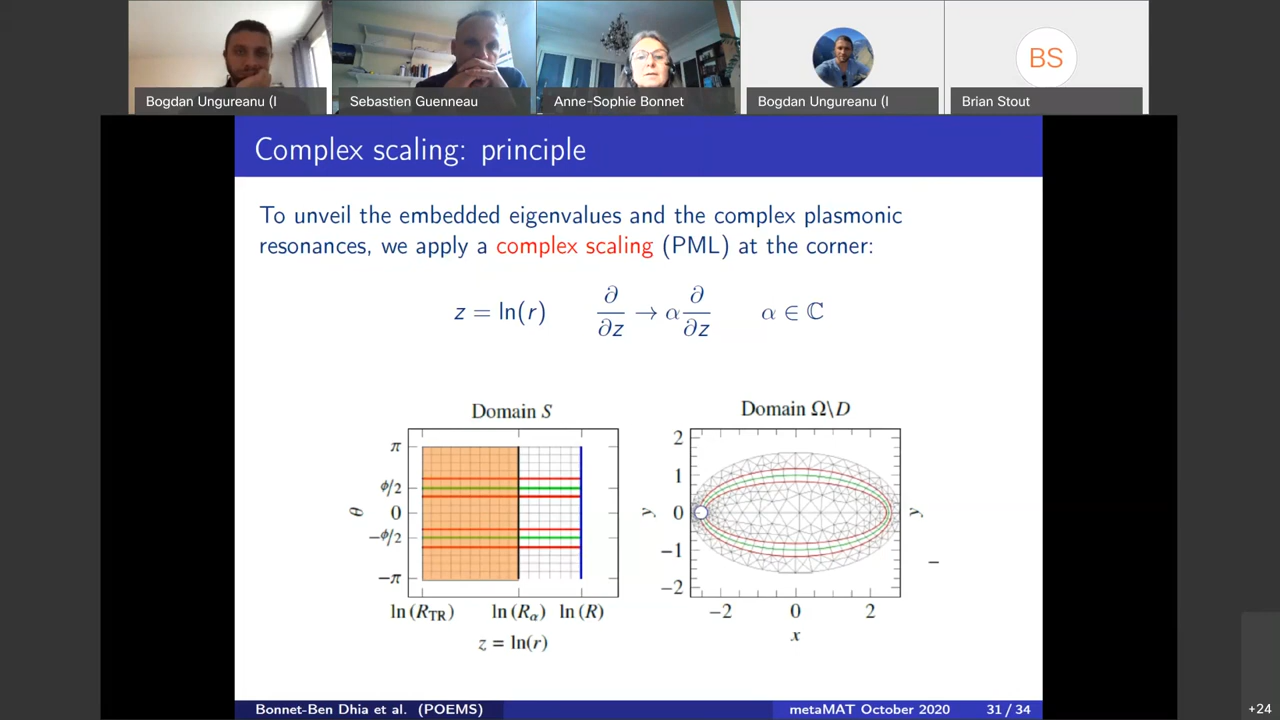 Bogdan Ungureanu (I
Sebastien Guenneau
Anne-Sophie Bonnet
Bogdan Ungureanu (I
BS
Brian Stout
Complex scaling: principle
To unveil the embedded eigenvalues and the complex plasmonic
resonances, we apply a complex scaling (PML) at the corner:
z = ln(r) ∂/∂z → α ∂/∂z α ∈ ℂ
Domain S
π
ϕ/2
0
−ϕ/2
−π
θ
ln (R_TR) ln (R_α) ln (R)
z = ln(r)
Domain Ω\D
2
1
0
−1
−2
y
−2 0 2
x
y
–
Bonnet-Ben Dhia et al. (POEMS) metaMAT October 2020 31 / 34
+24